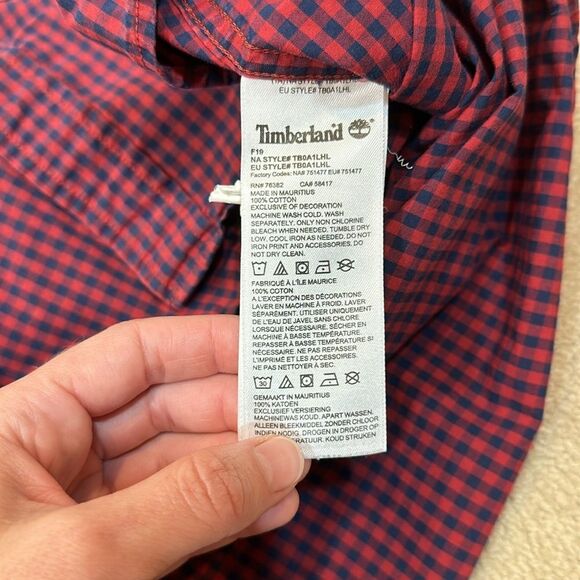 EU STYLE# TB0A1LHL
Timberland
F19
NA STYLE# TB0A1LHL
EU STYLE# TB0A1LHL
Factory Codes: NA# 751477 EU# 751477
RN# 76382 CA# 58417
MADE IN MAURITIUS
100% COTTON
EXCLUSIVE OF DECORATION
MACHINE WASH COLD. WASH
SEPARATELY. ONLY NON CHLORINE
BLEACH WHEN NEEDED. TUMBLE DRY
LOW. COOL IRON AS NEEDED. DO NOT
IRON PRINT AND ACCESSORIES. DO
NOT DRY CLEAN.
FABRIQUÉ À L'ÎLE MAURICE
100% COTON
A L'EXCEPTION DES DÉCORATIONS
LAVER EN MACHINE À FROID. LAVER
SÉPARÉMENT. UTILISER UNIQUEMENT
DE L'EAU DE JAVEL SANS CHLORE
LORSQUE NÉCESSAIRE. SÉCHER EN
MACHINE À BASSE TEMPÉRATURE.
REPASSER À BASSE TEMPÉRATURE SI
NÉCESSAIRE. NE PAS REPASSER
L'IMPRIMÉ ET LES ACCESSOIRES.
NE PAS NETTOYER À SEC.
30
GEMAAKT IN MAURITIUS
100% KATOEN
EXCLUSIEF VERSIERING
MACHINEWAS KOUD. APART WASSEN.
ALLEEN BLEEKMIDDEL ZONDER CHLOOR
INDIEN NODIG. DROGEN IN DROGER OP
KOUD STRIJKEN